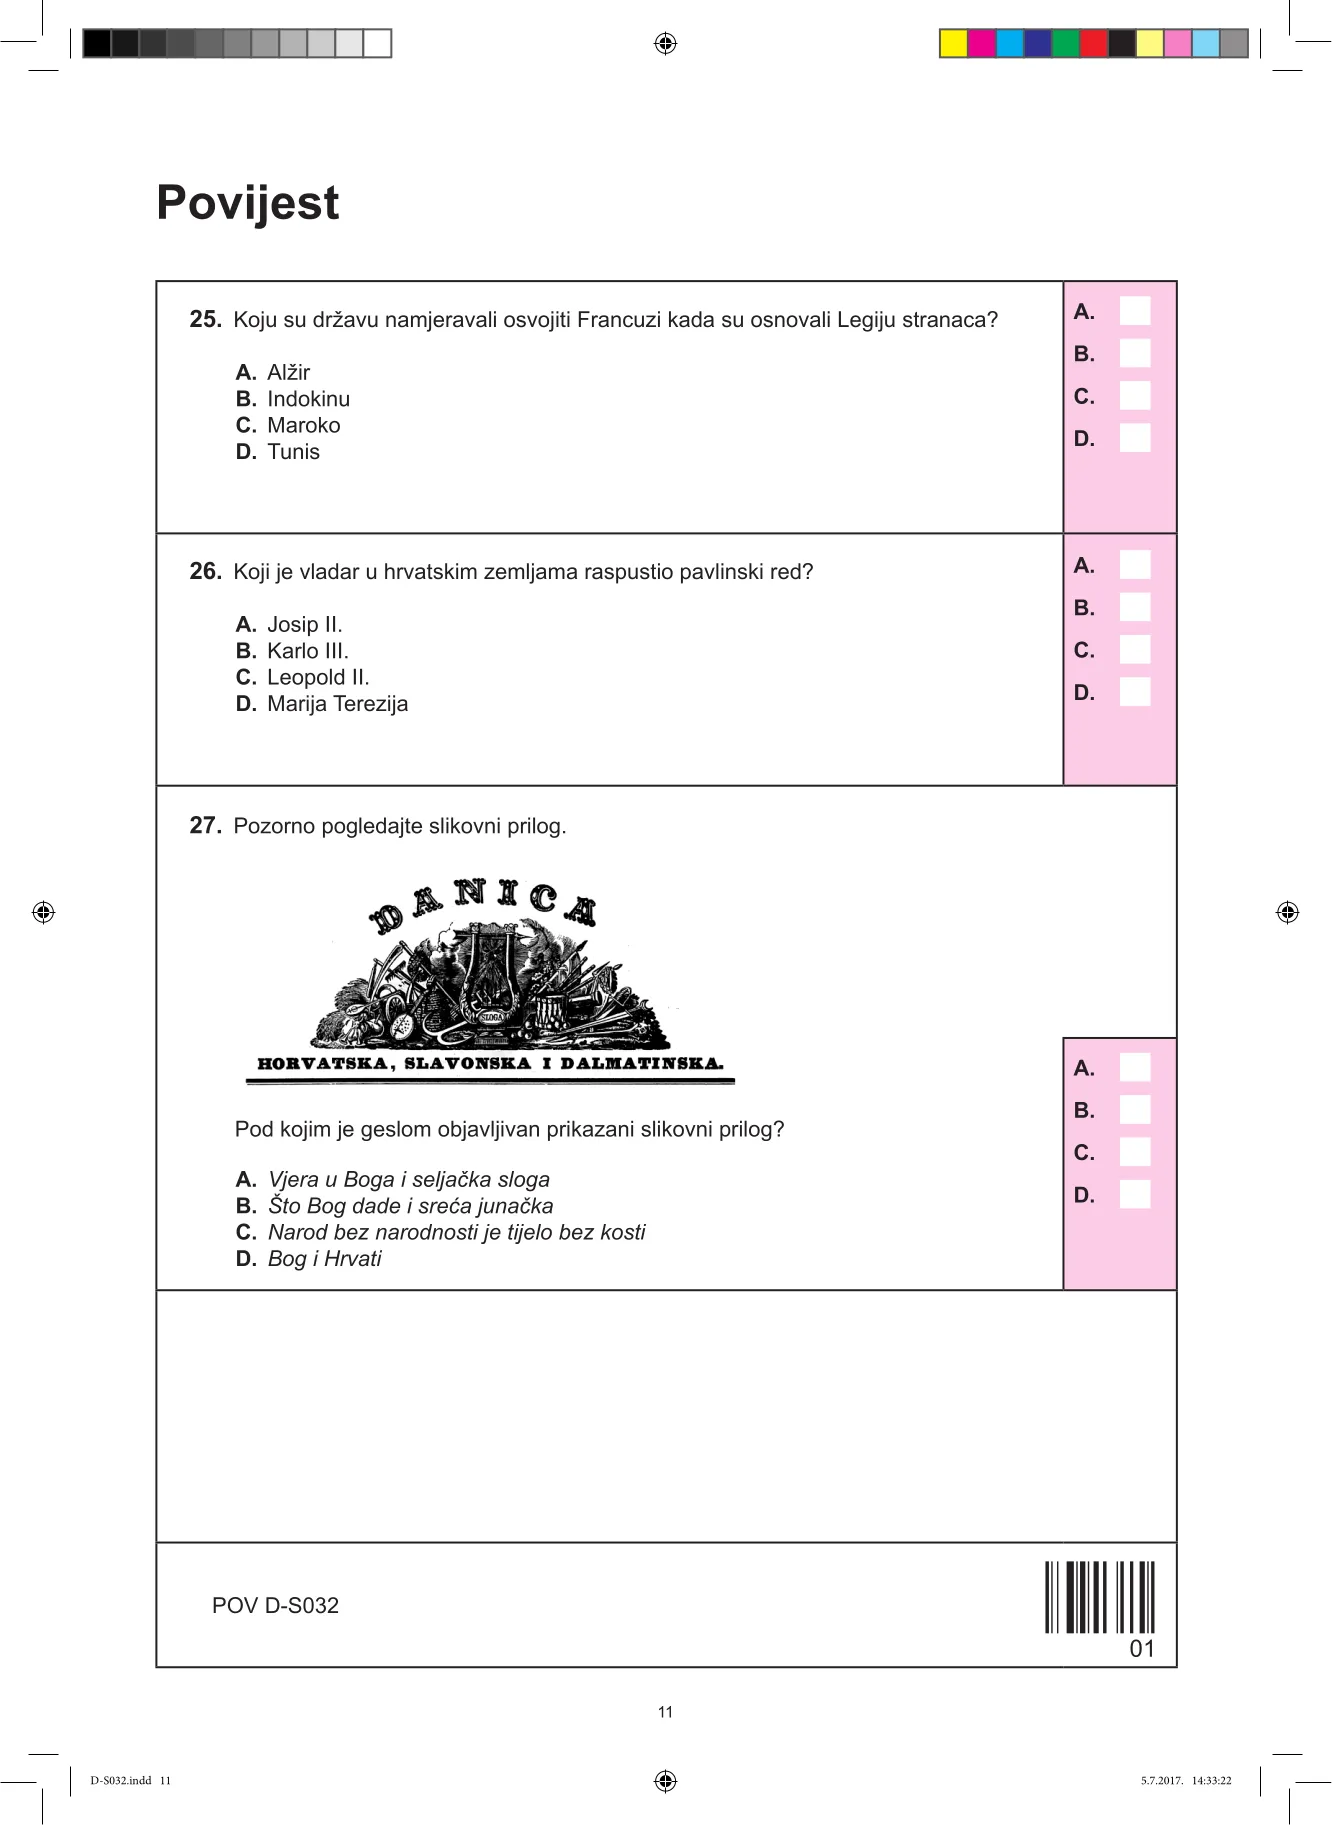 Povijest
25. Koju su državu namjeravali osvojiti Francuzi kada su osnovali Legiju stranaca?
A. Alžir
B. Indokinu
C. Maroko
D. Tunis
A.
B.
C.
D.
26. Koji je vladar u hrvatskim zemljama raspustio pavlinski red?
A. Josip II.
B. Karlo III.
C. Leopold II.
D. Marija Terezija
A.
B.
C.
D.
27. Pozorno pogledajte slikovni prilog.
DANICA
SLOGA
HORVATSKA, SLAVONSKA I DALMATINSKA.
Pod kojim je geslom objavljivan prikazani slikovni prilog?
A. Vjera u Boga i seljačka sloga
B. Što Bog dade i sreća junačka
C. Narod bez narodnosti je tijelo bez kosti
D. Bog i Hrvati
A.
B.
C.
D.
POV D-S032
01
11
D-S032.indd 11
5.7.2017. 14:33:22